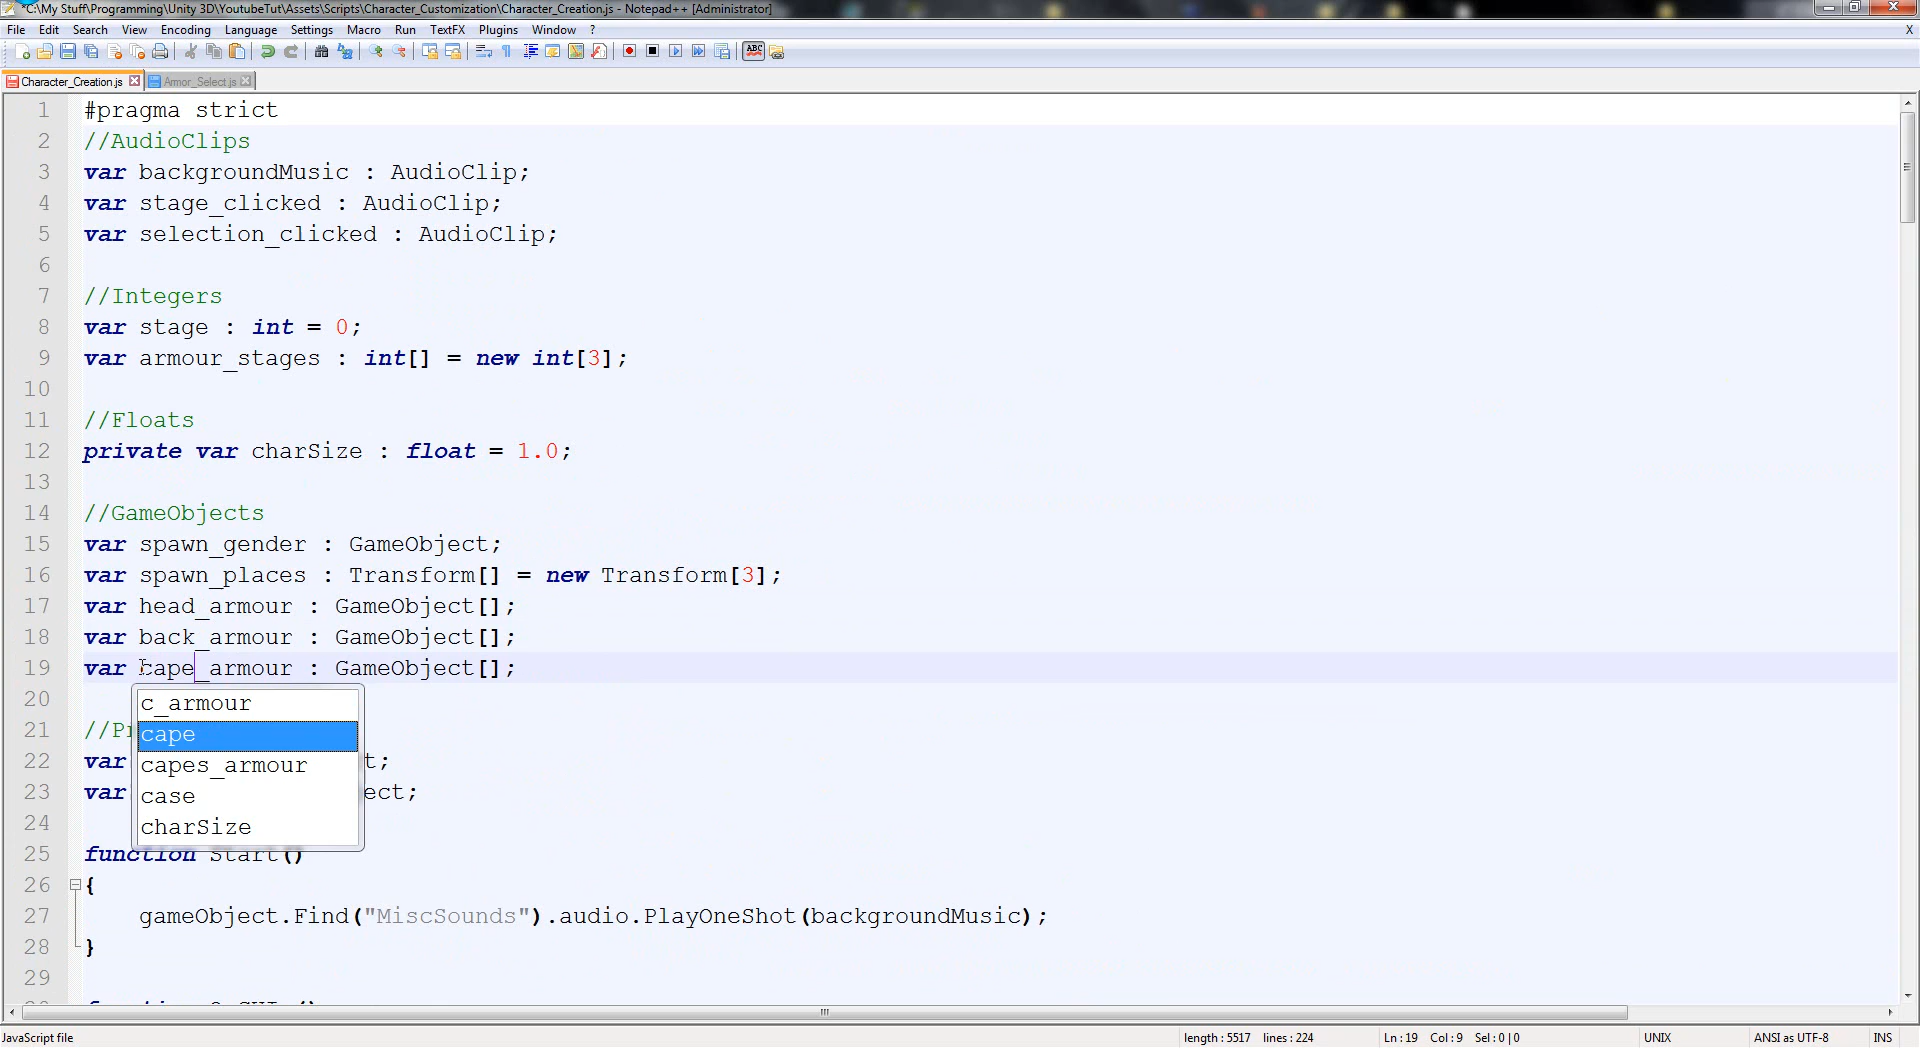 *C:\My Stuff\Programming\Unity 3D\YoutubeTut\Assets\Scripts\Character_Customization\Character_Creation.js - Notepad++ [Administrator]
File Edit Search View Encoding Language Settings Macro Run TextFX Plugins Window ? X
ABC
Character_Creation.js Armor_Select.js
1 #pragma strict
2 //AudioClips
3 var backgroundMusic : AudioClip;
4 var stage_clicked : AudioClip;
5 var selection_clicked : AudioClip;
6
7 //Integers
8 var stage : int = 0;
9 var armour_stages : int[] = new int[3];
10
11 //Floats
12 private var charSize : float = 1.0;
13
14 //GameObjects
15 var spawn_gender : GameObject;
16 var spawn_places : Transform[] = new Transform[3];
17 var head_armour : GameObject[];
18 var back_armour : GameObject[];
19 var cape_armour : GameObject[];
20 c_armour
21 //Pr cape
22 var capes_armour t;
23 var case ect;
24 charSize
25 function Start()
26 {
27 gameObject.Find("MiscSounds").audio.PlayOneShot(backgroundMusic);
28 }
29
JavaScript file length : 5517 lines : 224 Ln : 19 Col : 9 Sel : 0 | 0 UNIX ANSI as UTF-8 INS